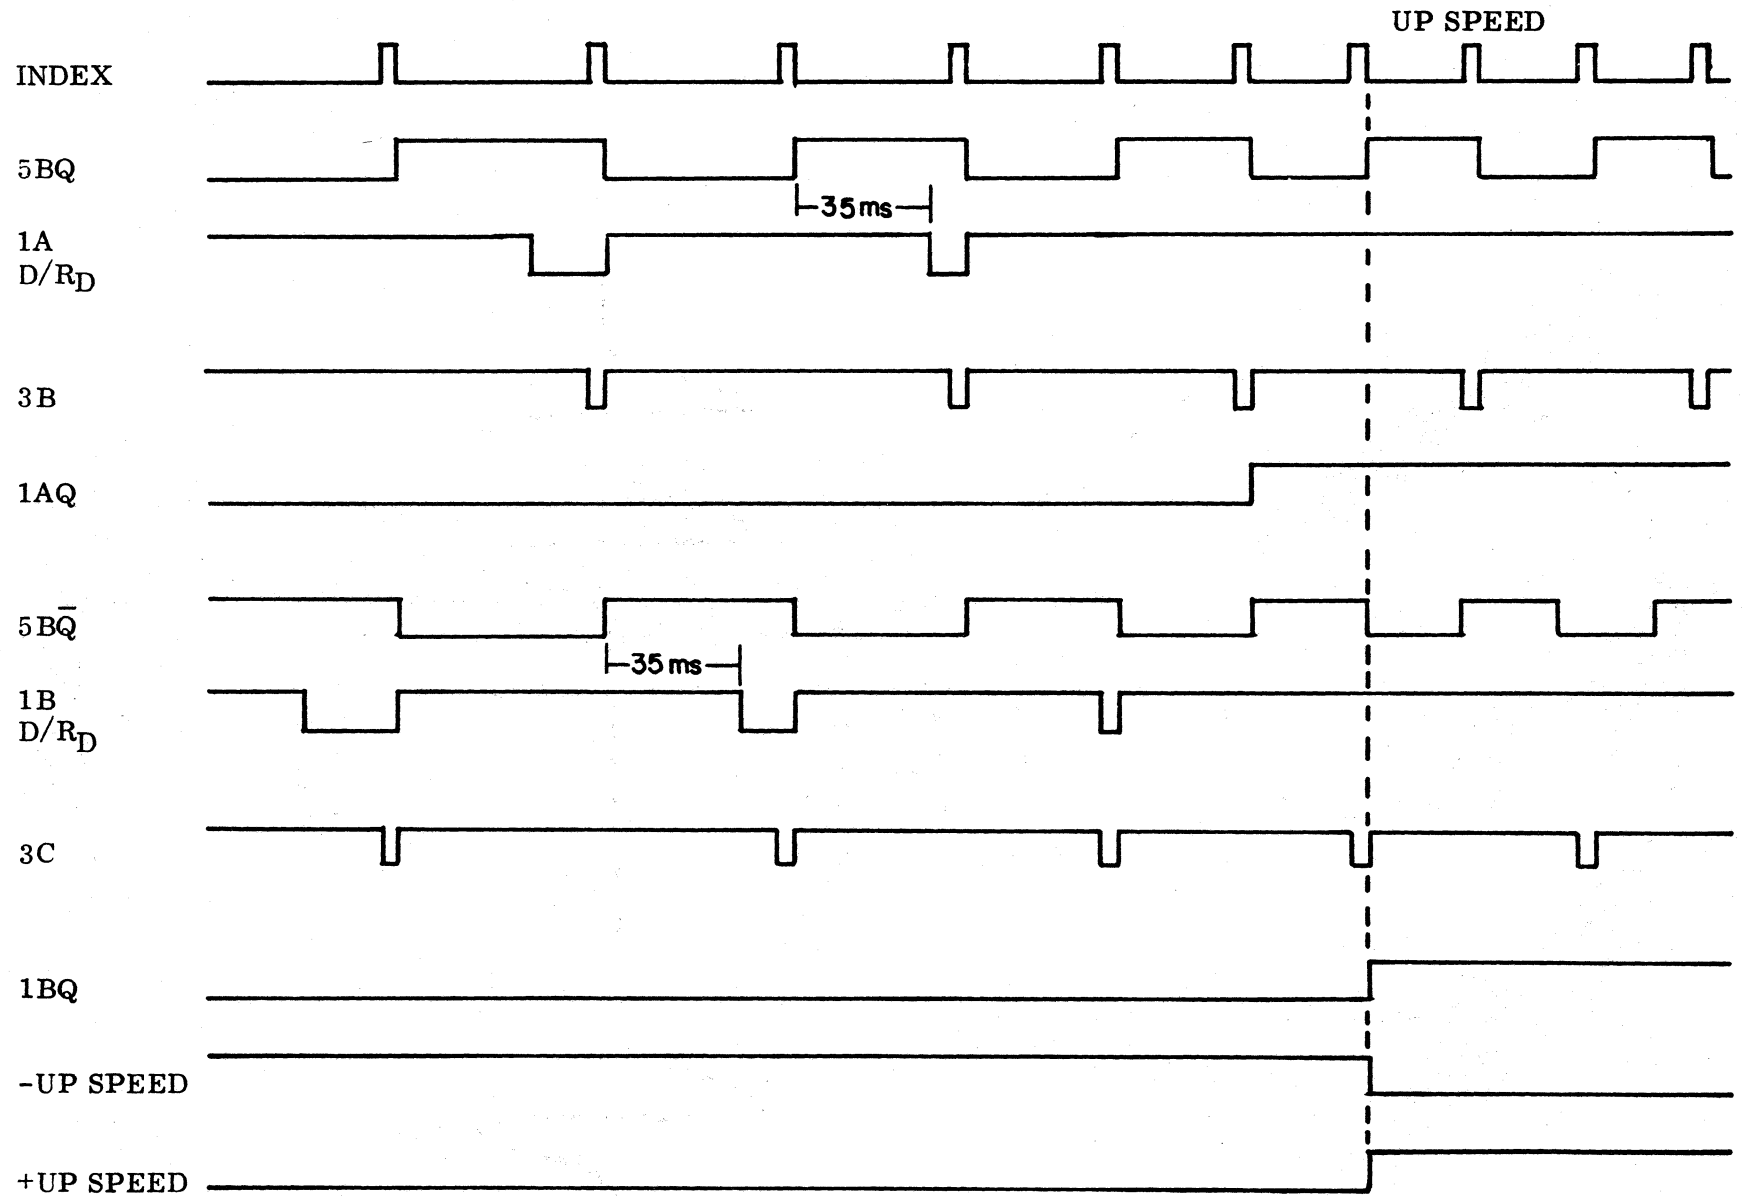 UP SPEED
INDEX
5BQ
35ms
1A
D/RD
3B
1AQ
5BQ̅
35ms
1B
D/RD
3C
1BQ
-UP SPEED
+UP SPEED